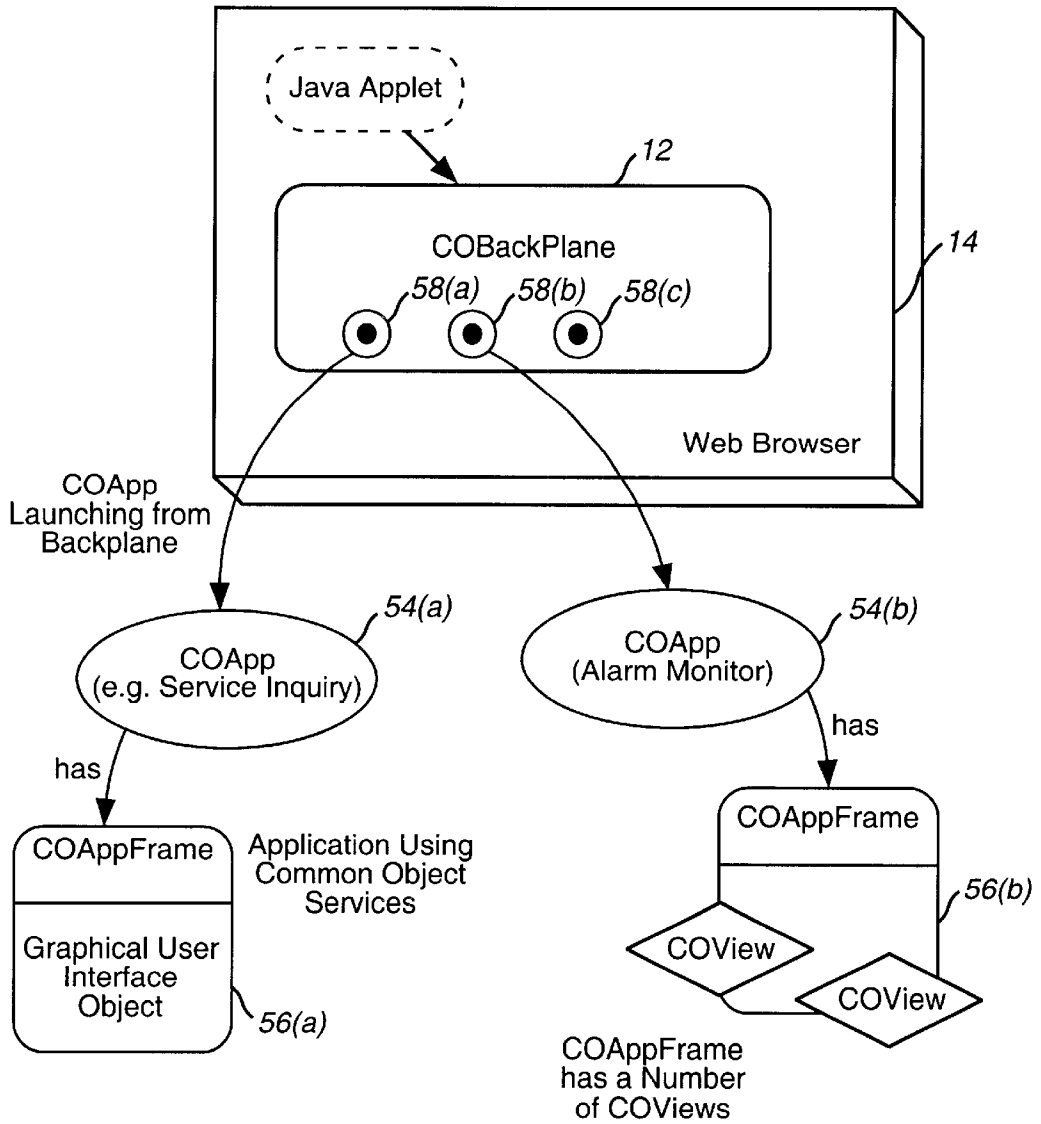 Java Applet
12
COBackPlane
14
58(a)
58(b)
58(c)
Web Browser
COApp
Launching from
Backplane
54(a)
COApp
(e.g. Service Inquiry)
54(b)
COApp
(Alarm Monitor)
has
has
COAppFrame
Graphical User
Interface
Object
56(a)
Application Using
Common Object
Services
COAppFrame
56(b)
COView
COView
COAppFrame
has a Number
of COViews